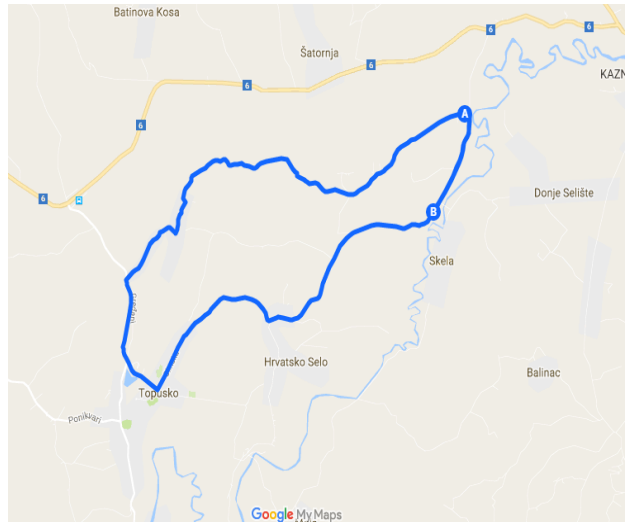 Batinova Kosa
Šatornja
6
6
6
6
6
6
KAZN
A
Donje Selište
B
Skela
Hrvatsko Selo
Balinac
Topusko
Ponikvari
Google My Maps